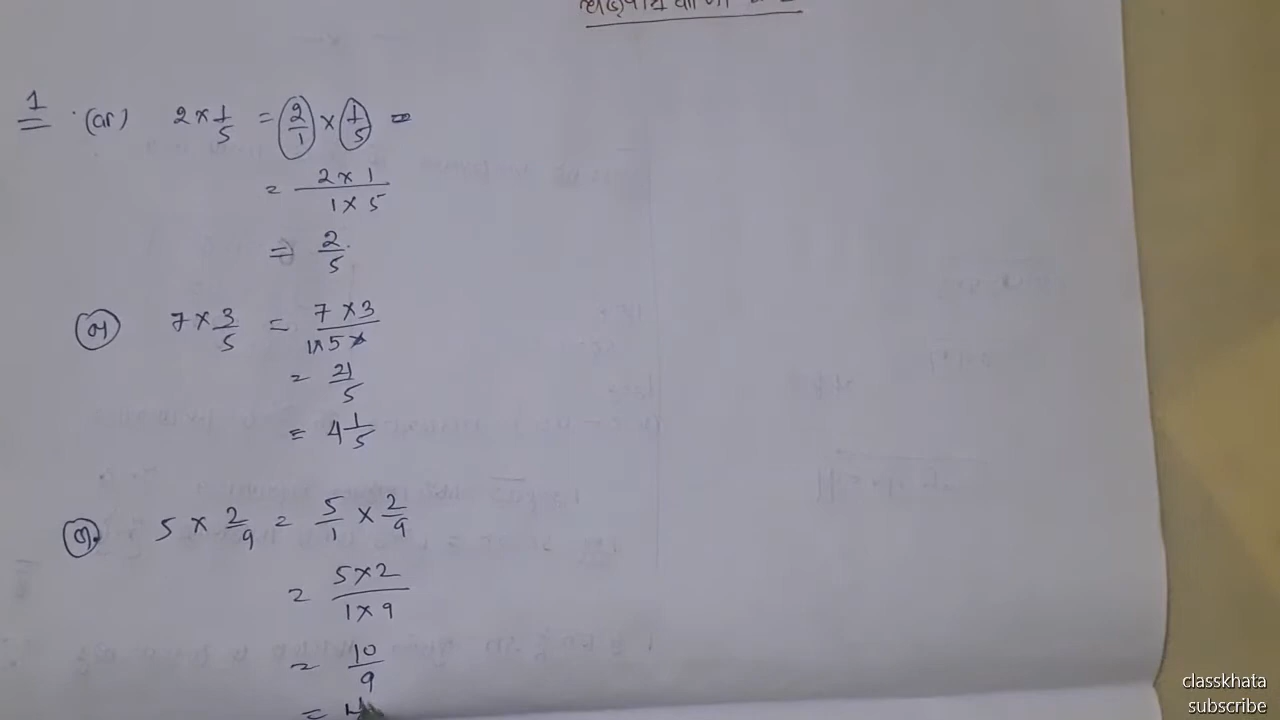 1 (a) 2 × 1/5 = 2/1 × 1/5 =
= 2 × 1 / 1 × 5
= 2/5
7 × 3/5 = 7 × 3 / 1 × 5
= 21/5
= 4 1/5
5 × 2/9 = 5/1 × 2/9
= 5 × 2 / 1 × 9
= 10/9
=
classkhata
subscribe